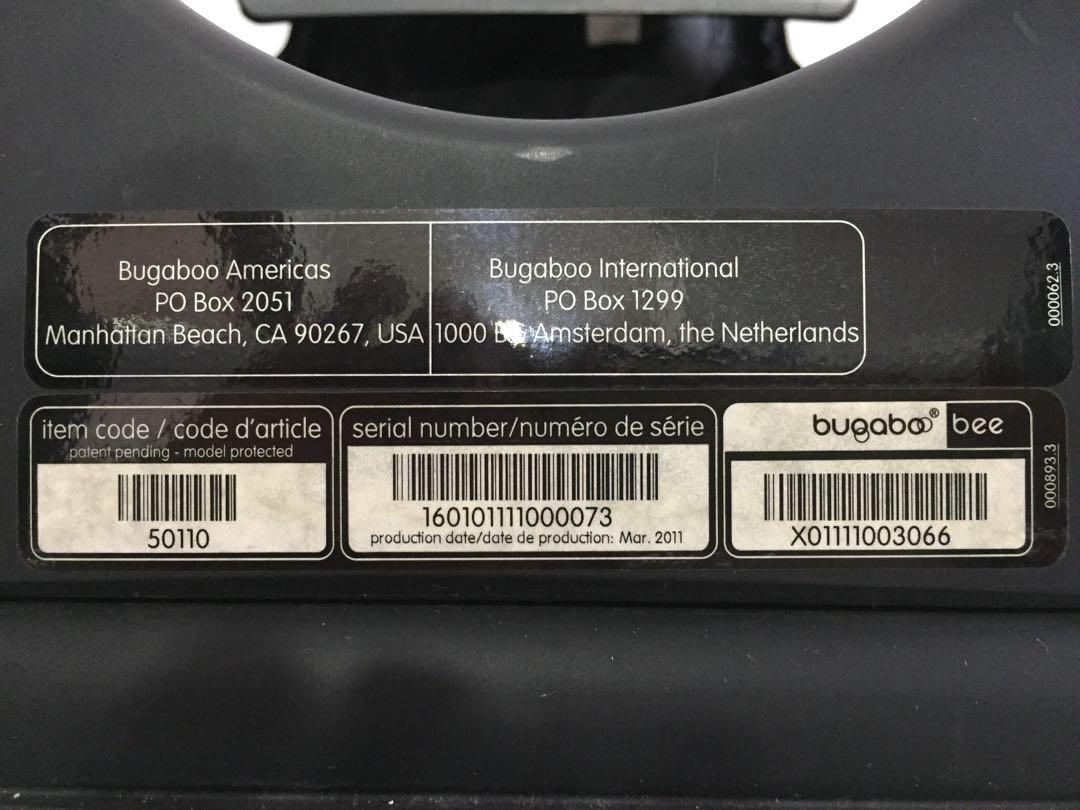 Bugaboo Americas
PO Box 2051
Manhattan Beach, CA 90267, USA
Bugaboo International
PO Box 1299
1000 Amsterdam, the Netherlands
000062.3
item code / code d'article
patent pending - model protected
50110
serial number/numéro de série
160101111000073
production date/date de production: Mar. 2011
bugaboo® bee
X01111003066
000893.3